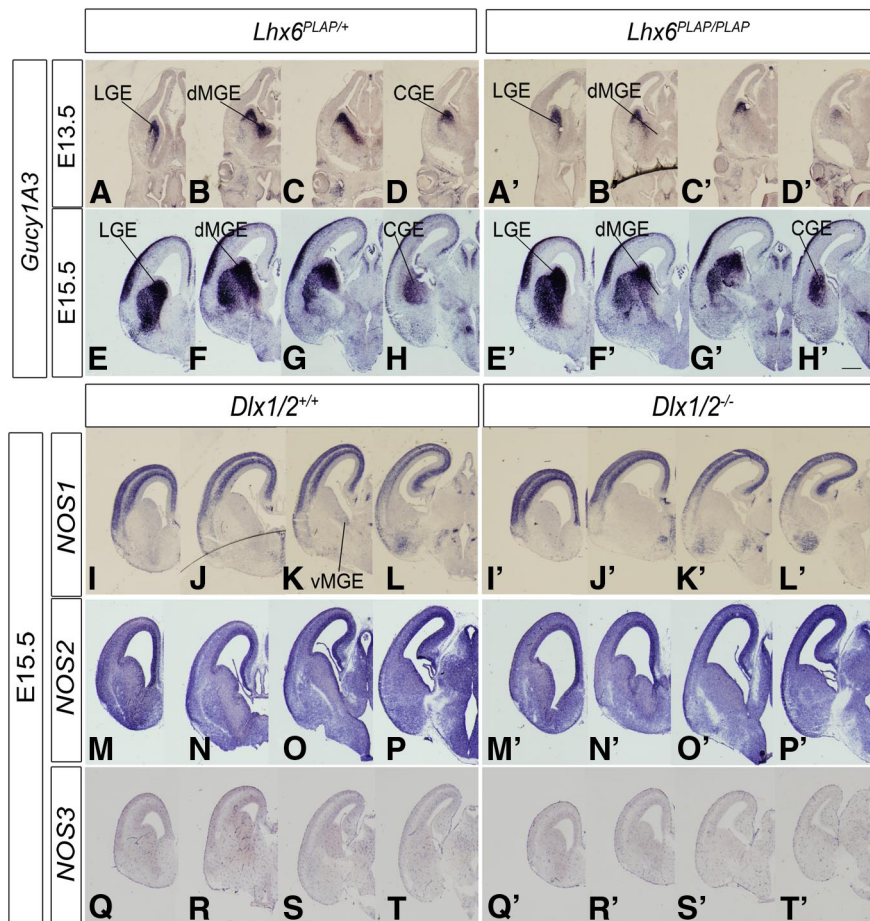 Lhx6PLAP/+ Lhx6PLAP/PLAP
Gucy1A3
E13.5
LGE dMGE CGE LGE dMGE
A B C D A’ B’ C’ D’
E15.5
LGE dMGE CGE LGE dMGE CGE
E F G H E’ F’ G’ H’
Dlx1/2+/+ Dlx1/2-/-
E15.5
NOS1
vMGE
I J K L I’ J’ K’ L’
NOS2
M N O P M’ N’ O’ P’
NOS3
Q R S T Q’ R’ S’ T’